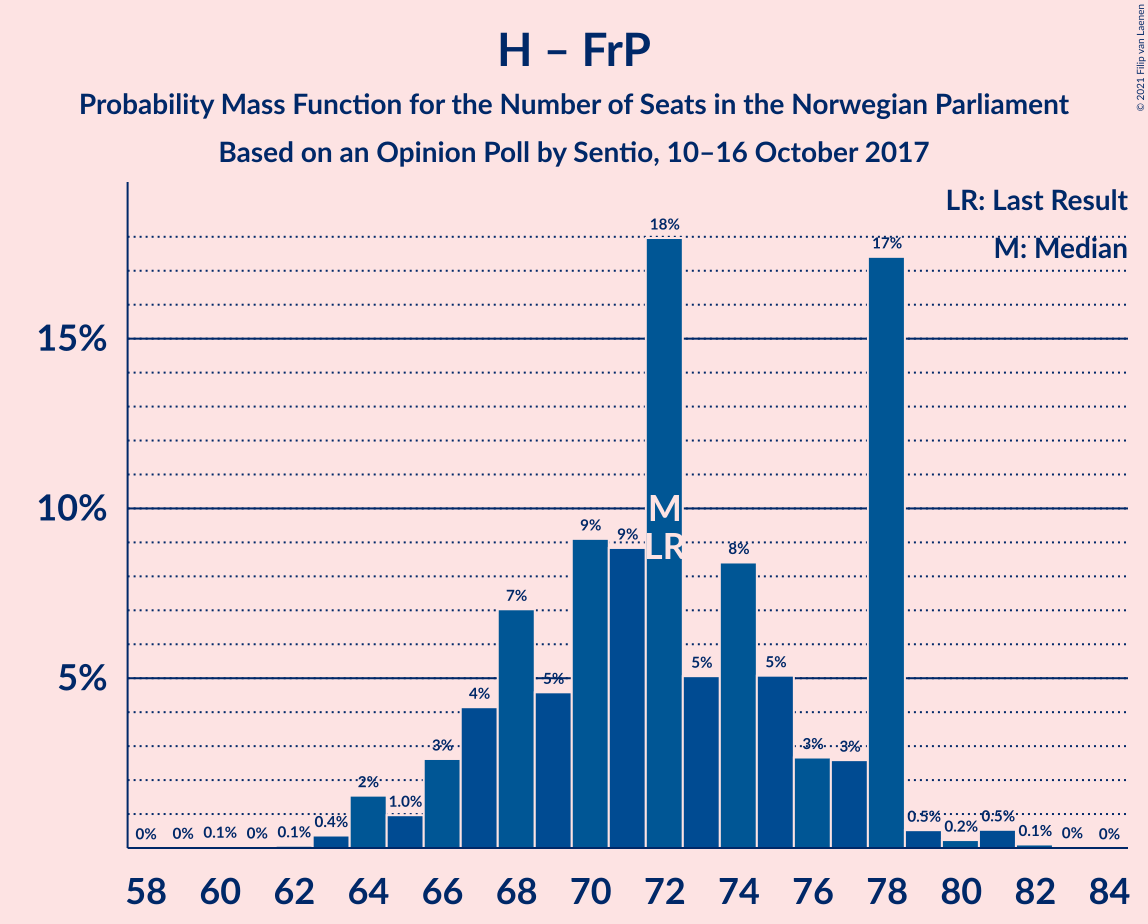 © 2021 Filip van Laenen
H – FrP
Probability Mass Function for the Number of Seats in the Norwegian Parliament
Based on an Opinion Poll by Sentio, 10–16 October 2017
LR: Last Result
M: Median
15%
10%
5%
0% 0% 0.1% 0% 0.1% 0.4% 2% 1.0% 3% 4% 7% 5% 9% 9% 18% 5% 8% 5% 3% 3% 17% 0.5% 0.2% 0.5% 0.1% 0% 0%
M
LR
58 60 62 64 66 68 70 72 74 76 78 80 82 84